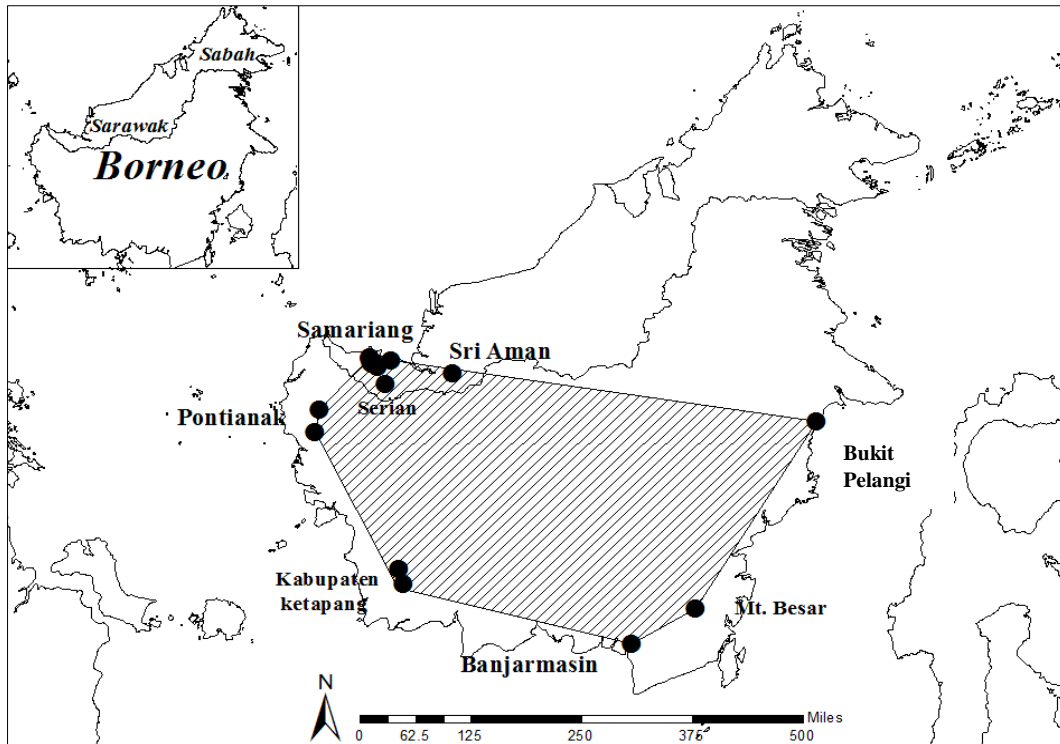 Sabah
Sarawak
Borneo
Samariang
Sri Aman
Serian
Pontianak
Bukit
Pelangi
Kabupaten
ketapang
Mt. Besar
Banjarmasin
N
Miles
0 62.5 125 250 376 500